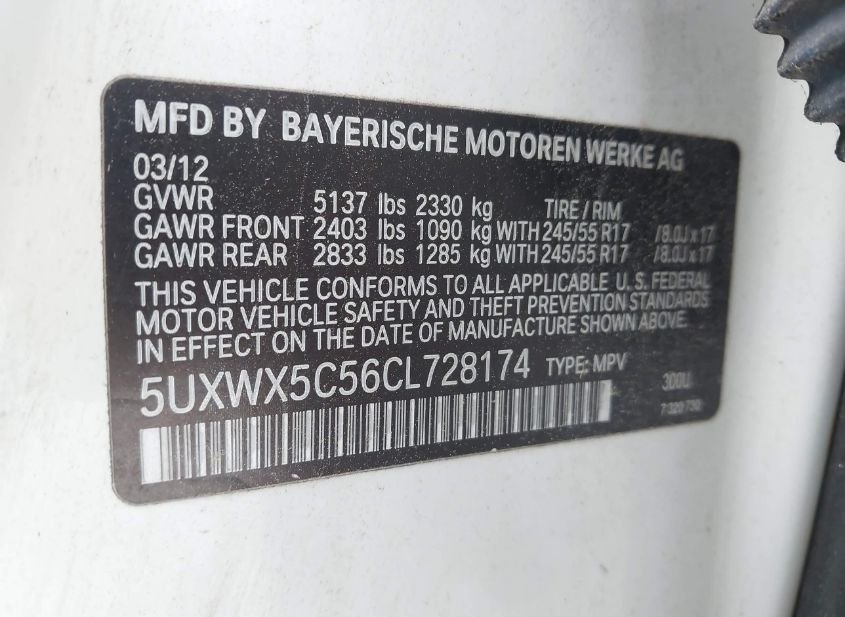 MFD BY BAYERISCHE MOTOREN WERKE AG
03/12
GVWR 5137 lbs 2330 kg TIRE / RIM
GAWR FRONT 2403 lbs 1090 kg WITH 245/55 R17 /8.0J x 17
GAWR REAR 2833 lbs 1285 kg WITH 245/55 R17 /8.0J x 17
THIS VEHICLE CONFORMS TO ALL APPLICABLE U.S. FEDERAL
MOTOR VEHICLE SAFETY AND THEFT PREVENTION STANDARDS
IN EFFECT ON THE DATE OF MANUFACTURE SHOWN ABOVE.
5UXWX5C56CL728174 TYPE: MPV 300U